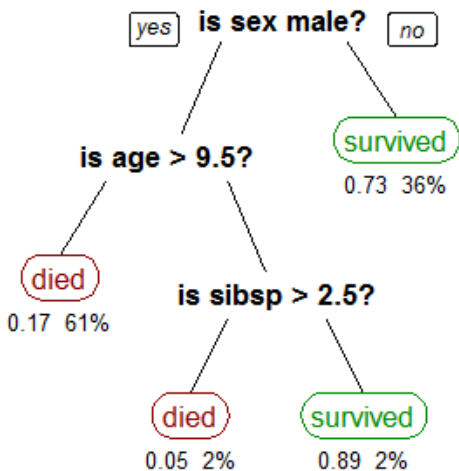 yes is sex male? no
is age > 9.5?
survived
0.73 36%
died
0.17 61%
is sibsp > 2.5?
died
0.05 2%
survived
0.89 2%